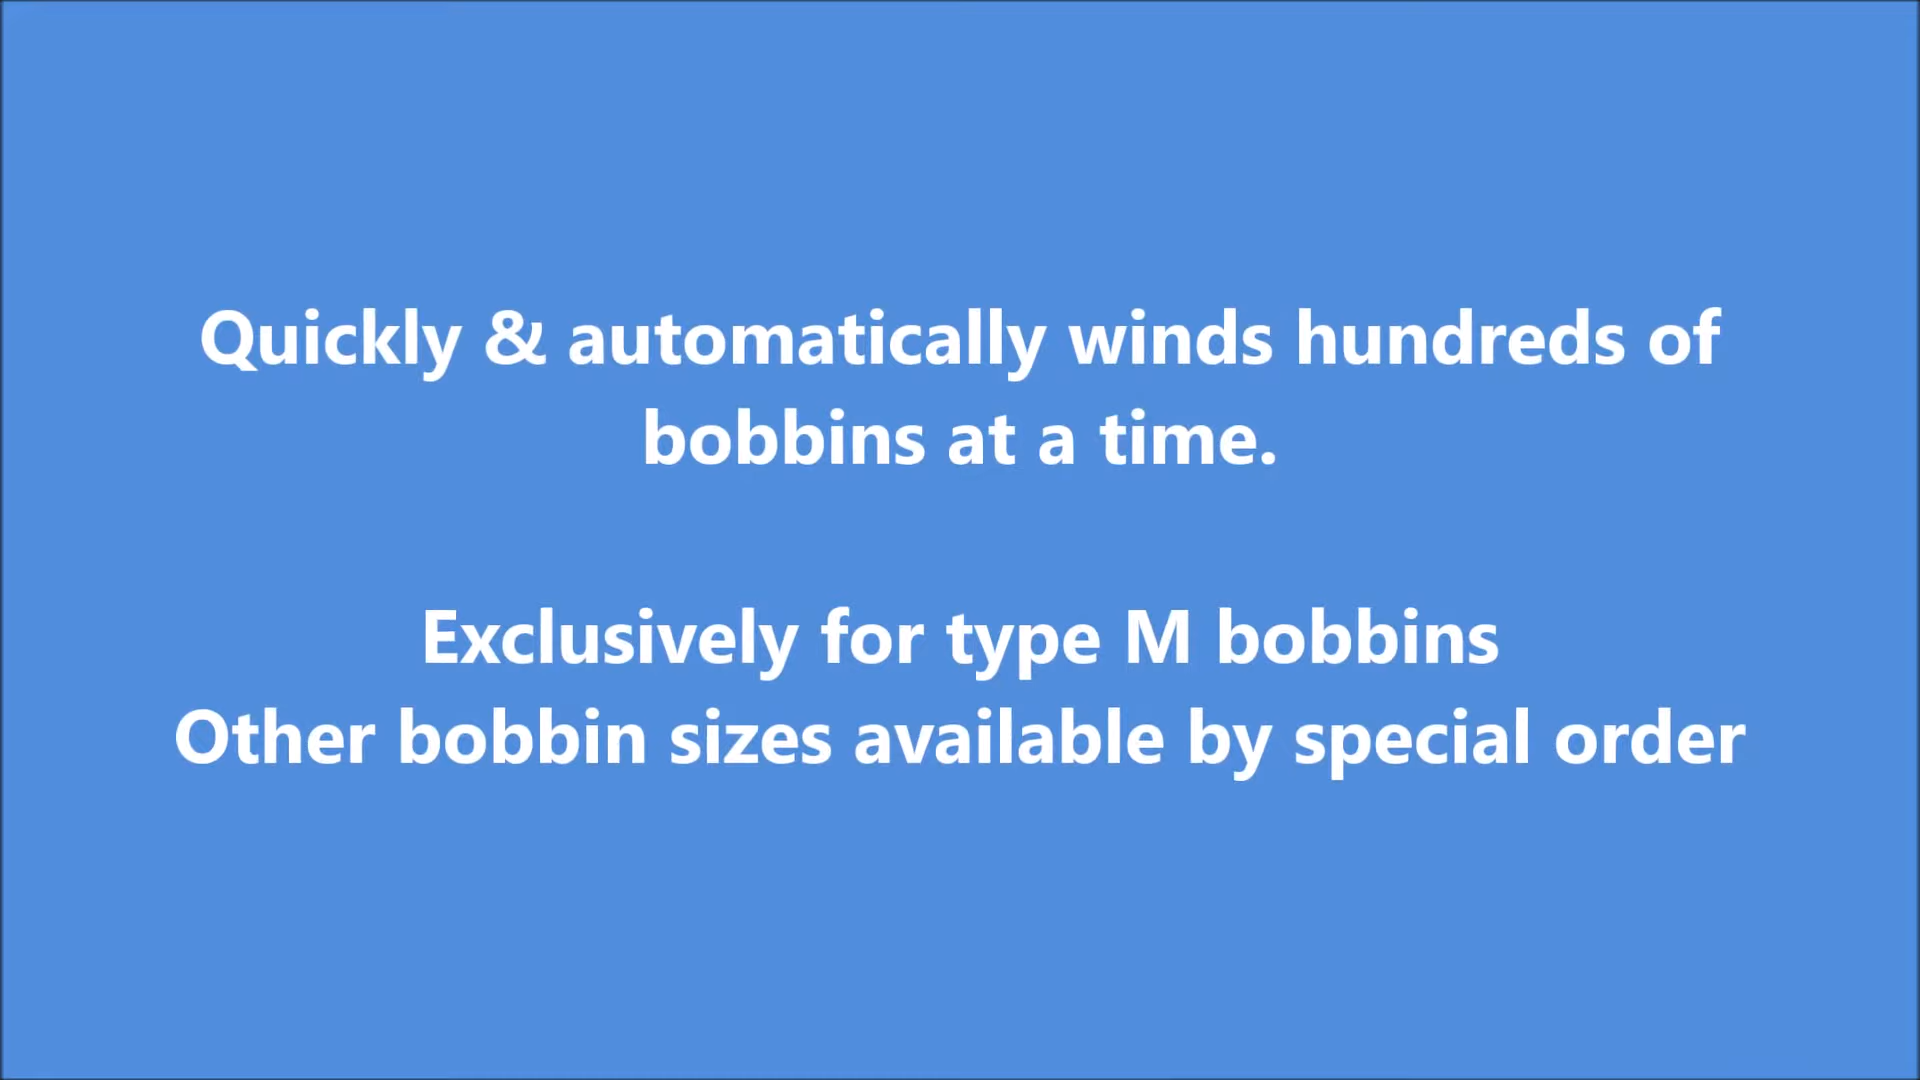 Quickly & automatically winds hundreds of
bobbins at a time.
Exclusively for type M bobbins
Other bobbin sizes available by special order